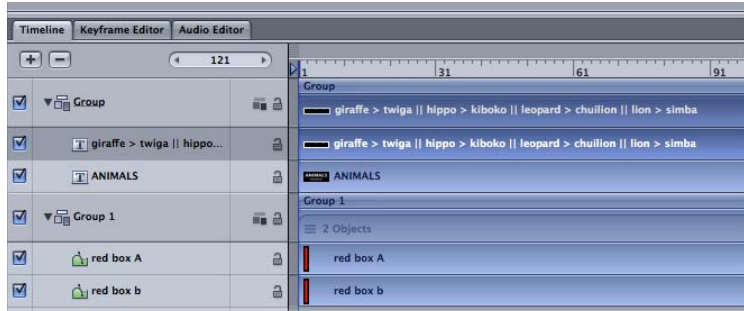 Timeline Keyframe Editor Audio Editor
121
1 31 61 91
Group
Group
giraffe > twiga || hippo > kiboko || leopard > chuilion || lion > simba
giraffe > twiga || hippo... giraffe > twiga || hippo > kiboko || leopard > chuilion || lion > simba
ANIMALS ANIMALS ANIMALS
Group 1
Group 1
2 Objects
red box A red box A
red box b red box b